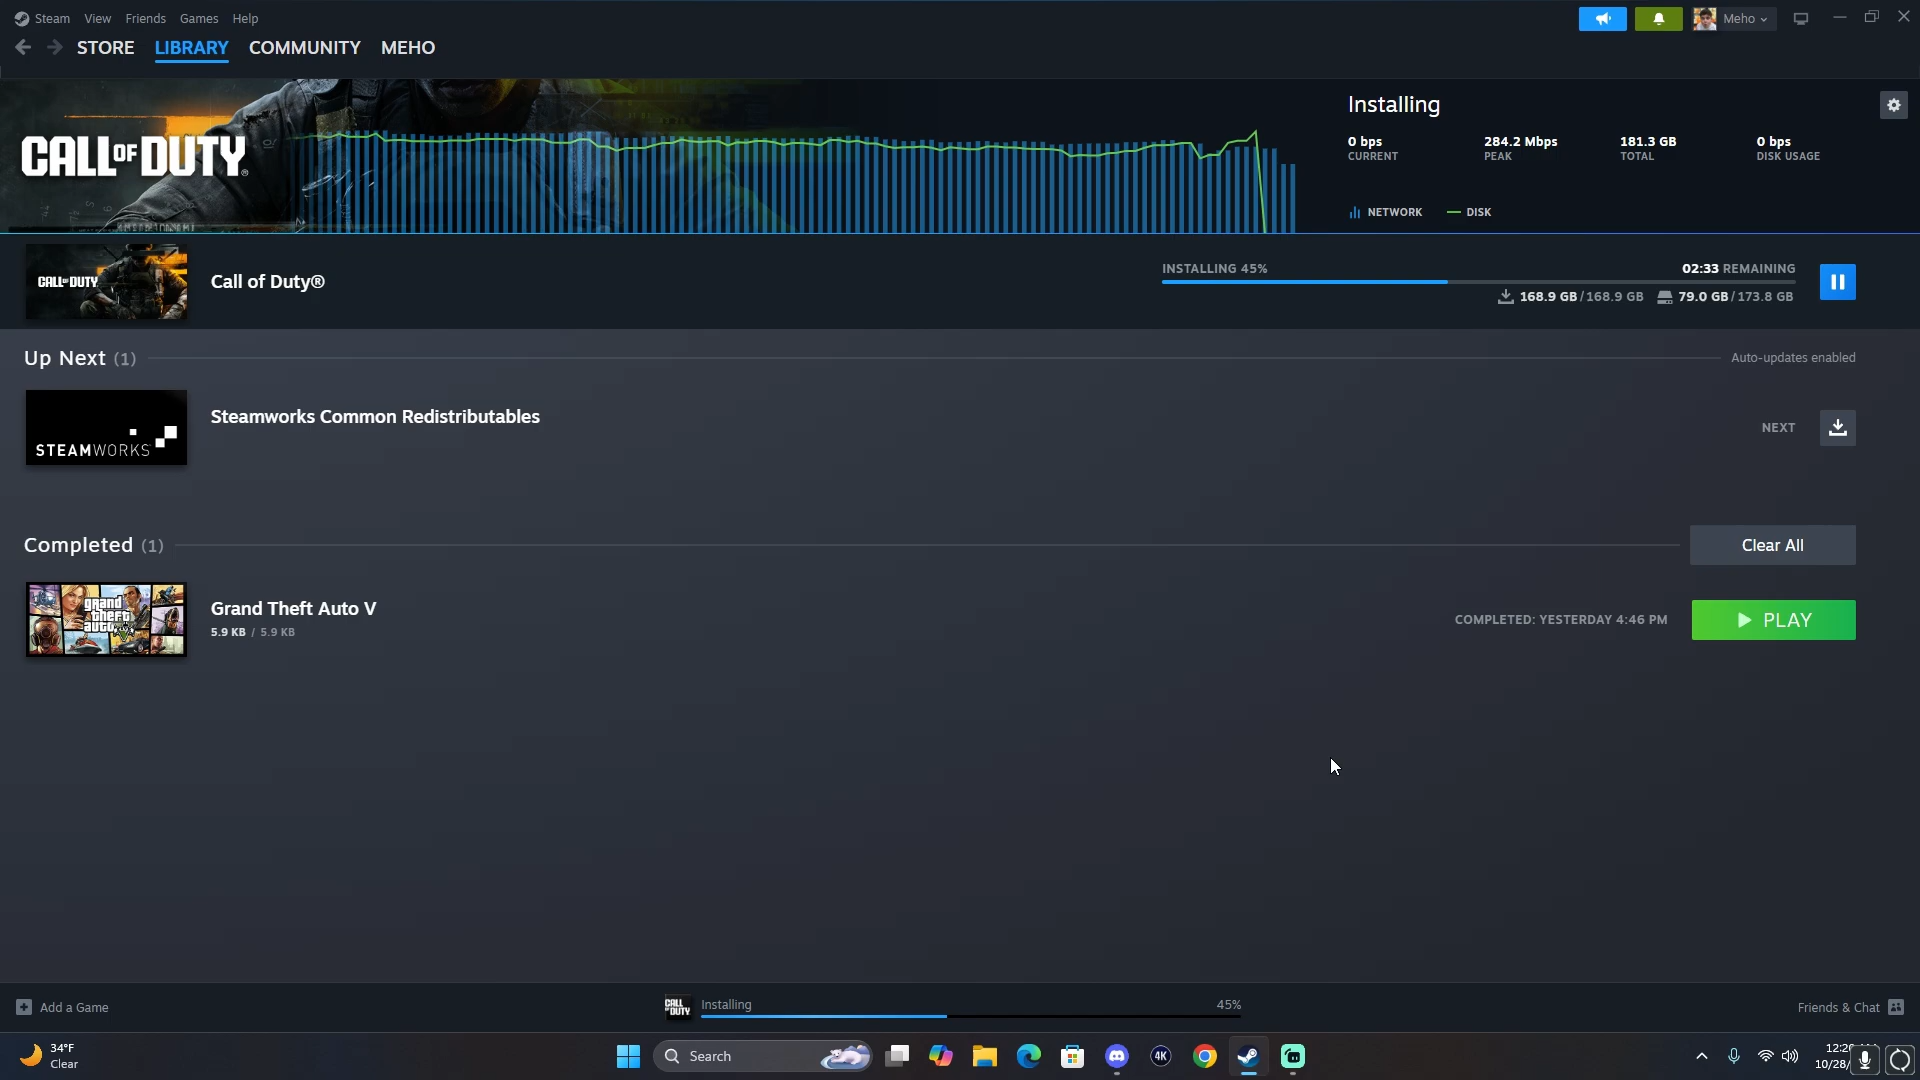 Steam View Friends Games Help
Meho
STORE LIBRARY COMMUNITY MEHO
CALL OF DUTY®
Installing
0 bps 284.2 Mbps 181.3 GB 0 bps
CURRENT PEAK TOTAL DISK USAGE
NETWORK DISK
CALL OF DUTY
Call of Duty®
INSTALLING 45% 02:33 REMAINING
168.9 GB / 168.9 GB 79.0 GB / 173.8 GB
Up Next (1) Auto-updates enabled
STEAMWORKS
Steamworks Common Redistributables
NEXT
Completed (1) Clear All
grand theft auto V
Grand Theft Auto V
5.9 KB / 5.9 KB
COMPLETED: YESTERDAY 4:46 PM
PLAY
Add a Game
CALL OF DUTY
Installing 45%
Friends & Chat
34°F
Clear
Search
4K
10/28/